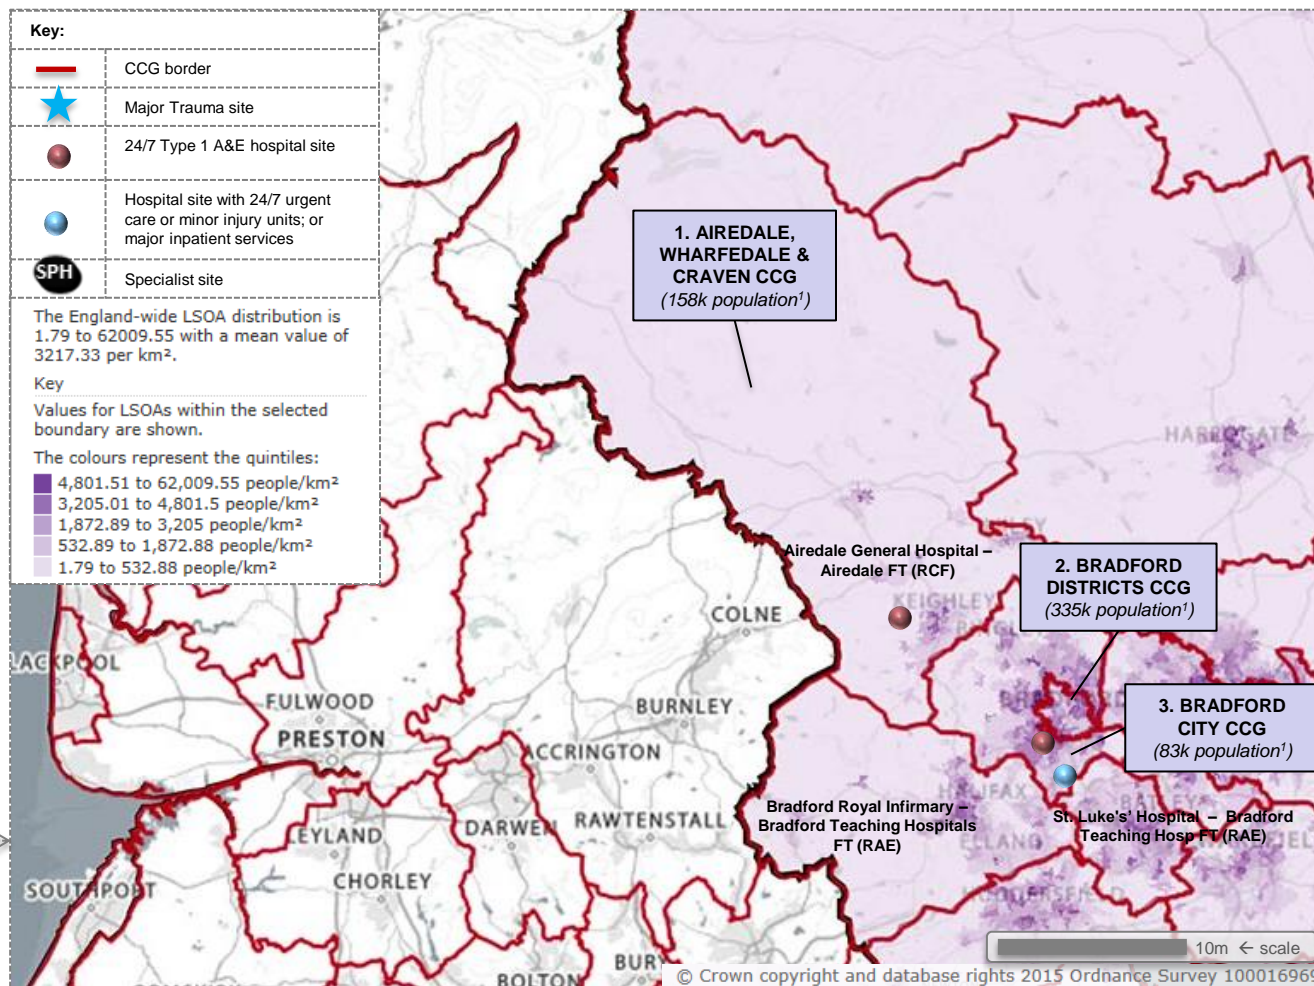 Key:
CCG border
Major Trauma site
24/7 Type 1 A&E hospital site
Hospital site with 24/7 urgent
care or minor injury units; or
major inpatient services
SPH
Specialist site
The England-wide LSOA distribution is
1.79 to 62009.55 with a mean value of
3217.33 per km².
Key
Values for LSOAs within the selected
boundary are shown.
The colours represent the quintiles:
4,801.51 to 62,009.55 people/km²
3,205.01 to 4,801.5 people/km²
1,872.89 to 3,205 people/km²
532.89 to 1,872.88 people/km²
1.79 to 532.88 people/km²
1. AIREDALE,
WHARFEDALE &
CRAVEN CCG
(158k population¹)
HARROGATE
Airedale General Hospital –
Airedale FT (RCF)
2. BRADFORD
DISTRICTS CCG
(335k population¹)
KEIGHLEY
COLNE
LACKPOOL
FULWOOD
PRESTON
BURNLEY
ACCRINGTON
3. BRADFORD
CITY CCG
(83k population¹)
HALIFAX
BATLEY
Bradford Royal Infirmary –
Bradford Teaching Hospitals
FT (RAE)
St. Luke's' Hospital – Bradford
Teaching Hosp FT (RAE)
LEYLAND
DARWEN
RAWTENSTALL
ELLAND
CHORLEY
SOUTHPORT
HUDDERSFIELD
10m ← scale
BURY
BOLTON
© Crown copyright and database rights 2015 Ordnance Survey 100016969